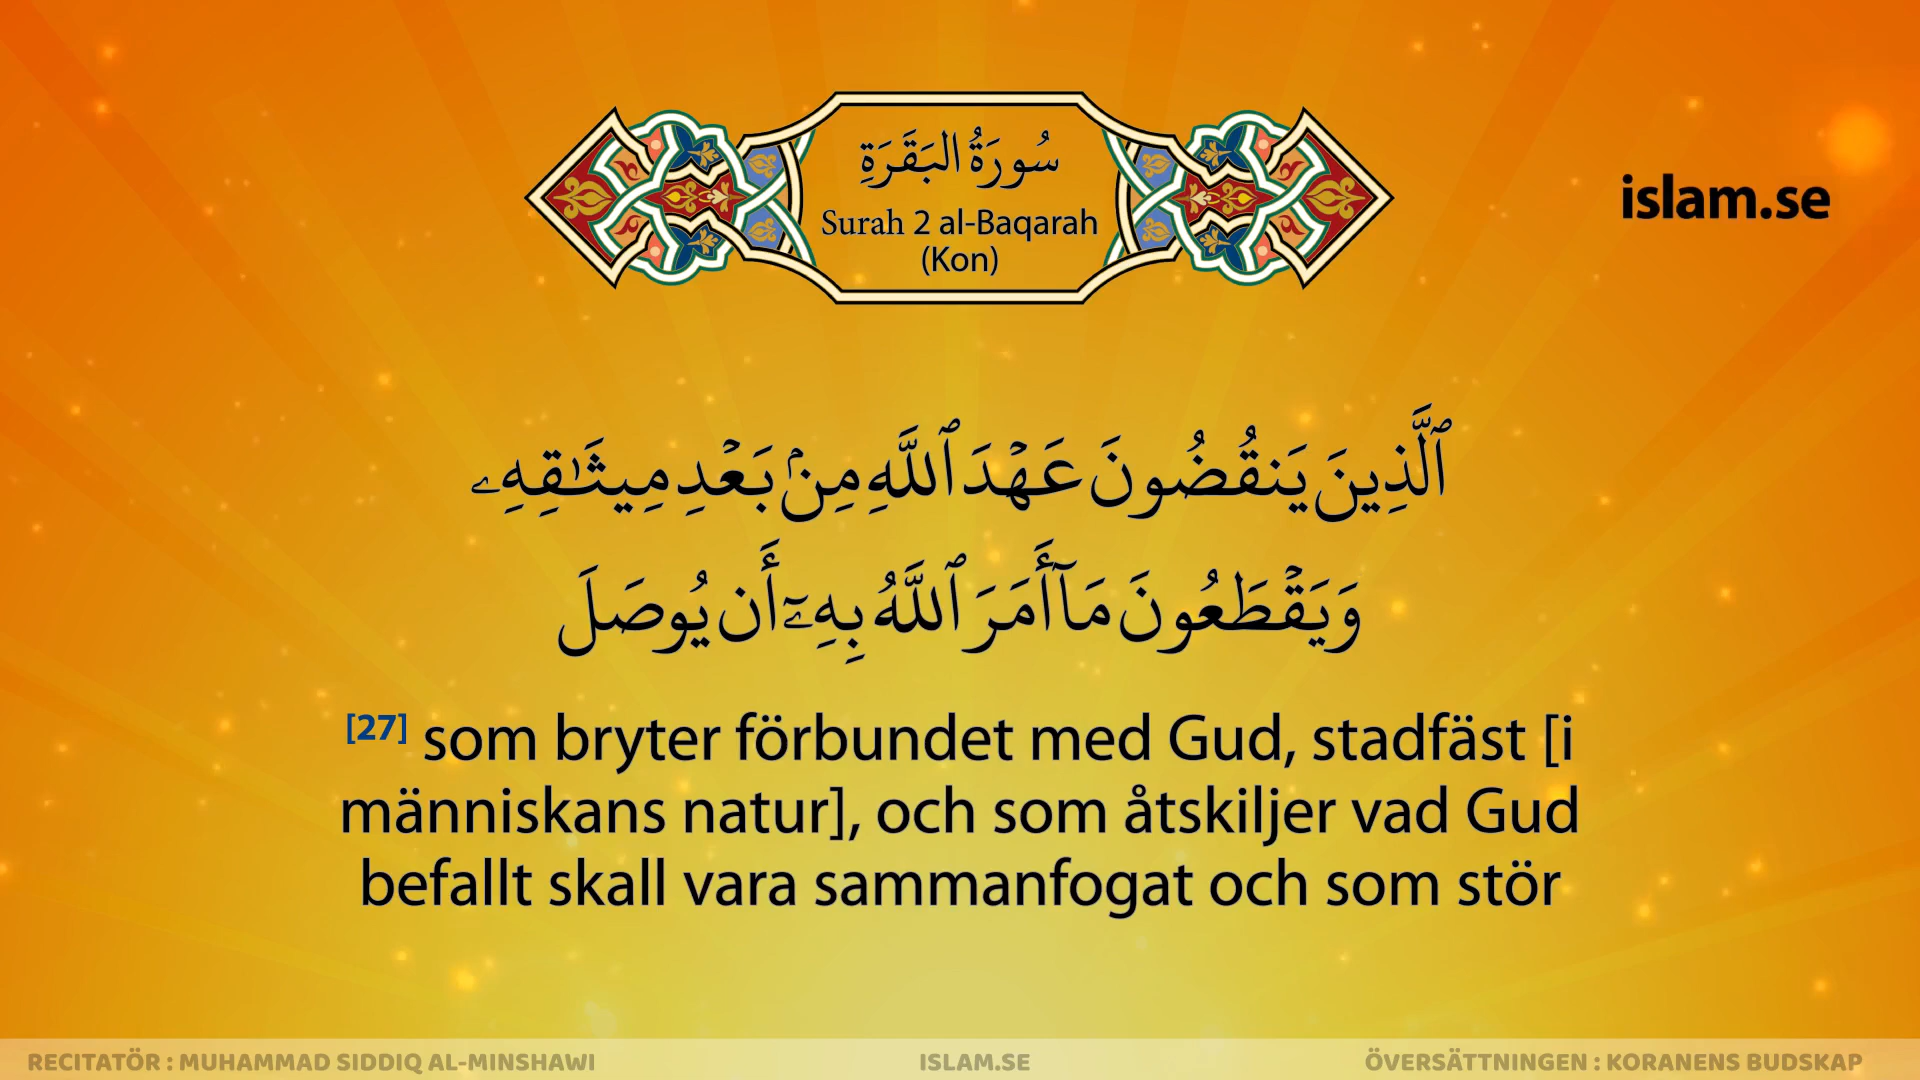 سُورَةُ البَقَرَةِ
Surah 2 al-Baqarah
(Kon)
islam.se
ٱلَّذِينَ يَنقُضُونَ عَهۡدَ ٱللَّهِ مِنۢ بَعۡدِ مِيثَٰقِهِۦ
وَيَقۡطَعُونَ مَآ أَمَرَ ٱللَّهُ بِهِۦٓ أَن يُوصَلَ
[27] som bryter förbundet med Gud, stadfäst [i
människans natur], och som åtskiljer vad Gud
befallt skall vara sammanfogat och som stör
RECITATÖR : MUHAMMAD SIDDIQ AL-MINSHAWI
ISLAM.SE
ÖVERSÄTTNINGEN : KORANENS BUDSKAP